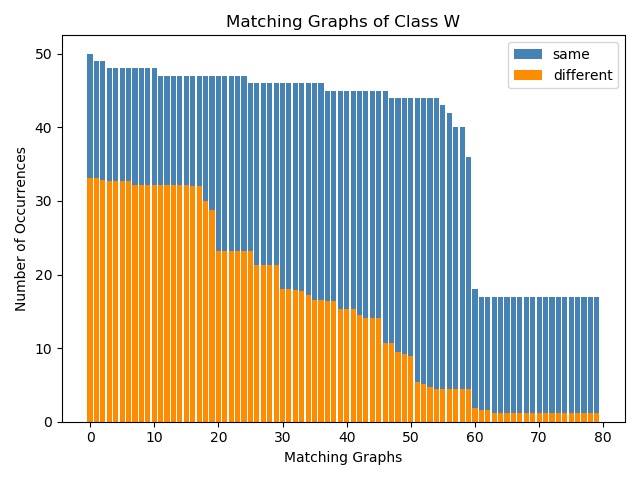 Matching Graphs of Class W
same
different
Number of Occurrences
50
40
30
20
10
0
0 10 20 30 40 50 60 70 80
Matching Graphs